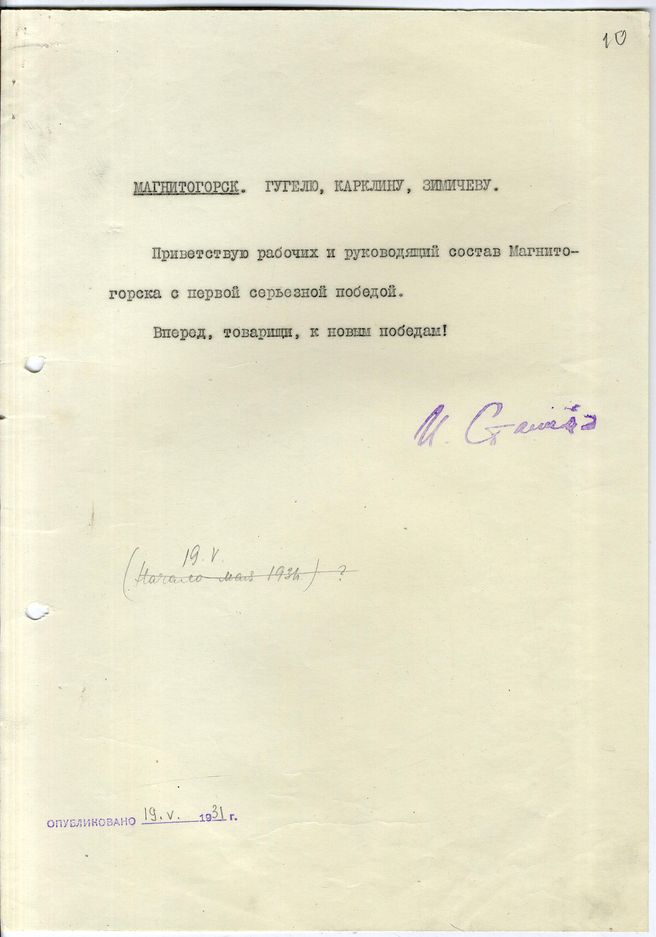 10
МАГНИТОГОРСК. ГУГЕЛЮ, КАРКЛИНУ, ЗИМИЧЕВУ.
Приветствую рабочих и руководящий состав Магнито-
горска с первой серьезной победой.
Вперед, товарищи, к новым победам!
И. Сталин
19. V.
(Начало мая 1931) ?
ОПУБЛИКОВАНО 19. V. 1931 г.